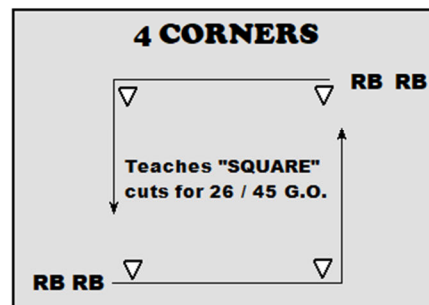 4 CORNERS
RB RB
Teaches "SQUARE"
cuts for 26 / 45 G.O.
RB RB